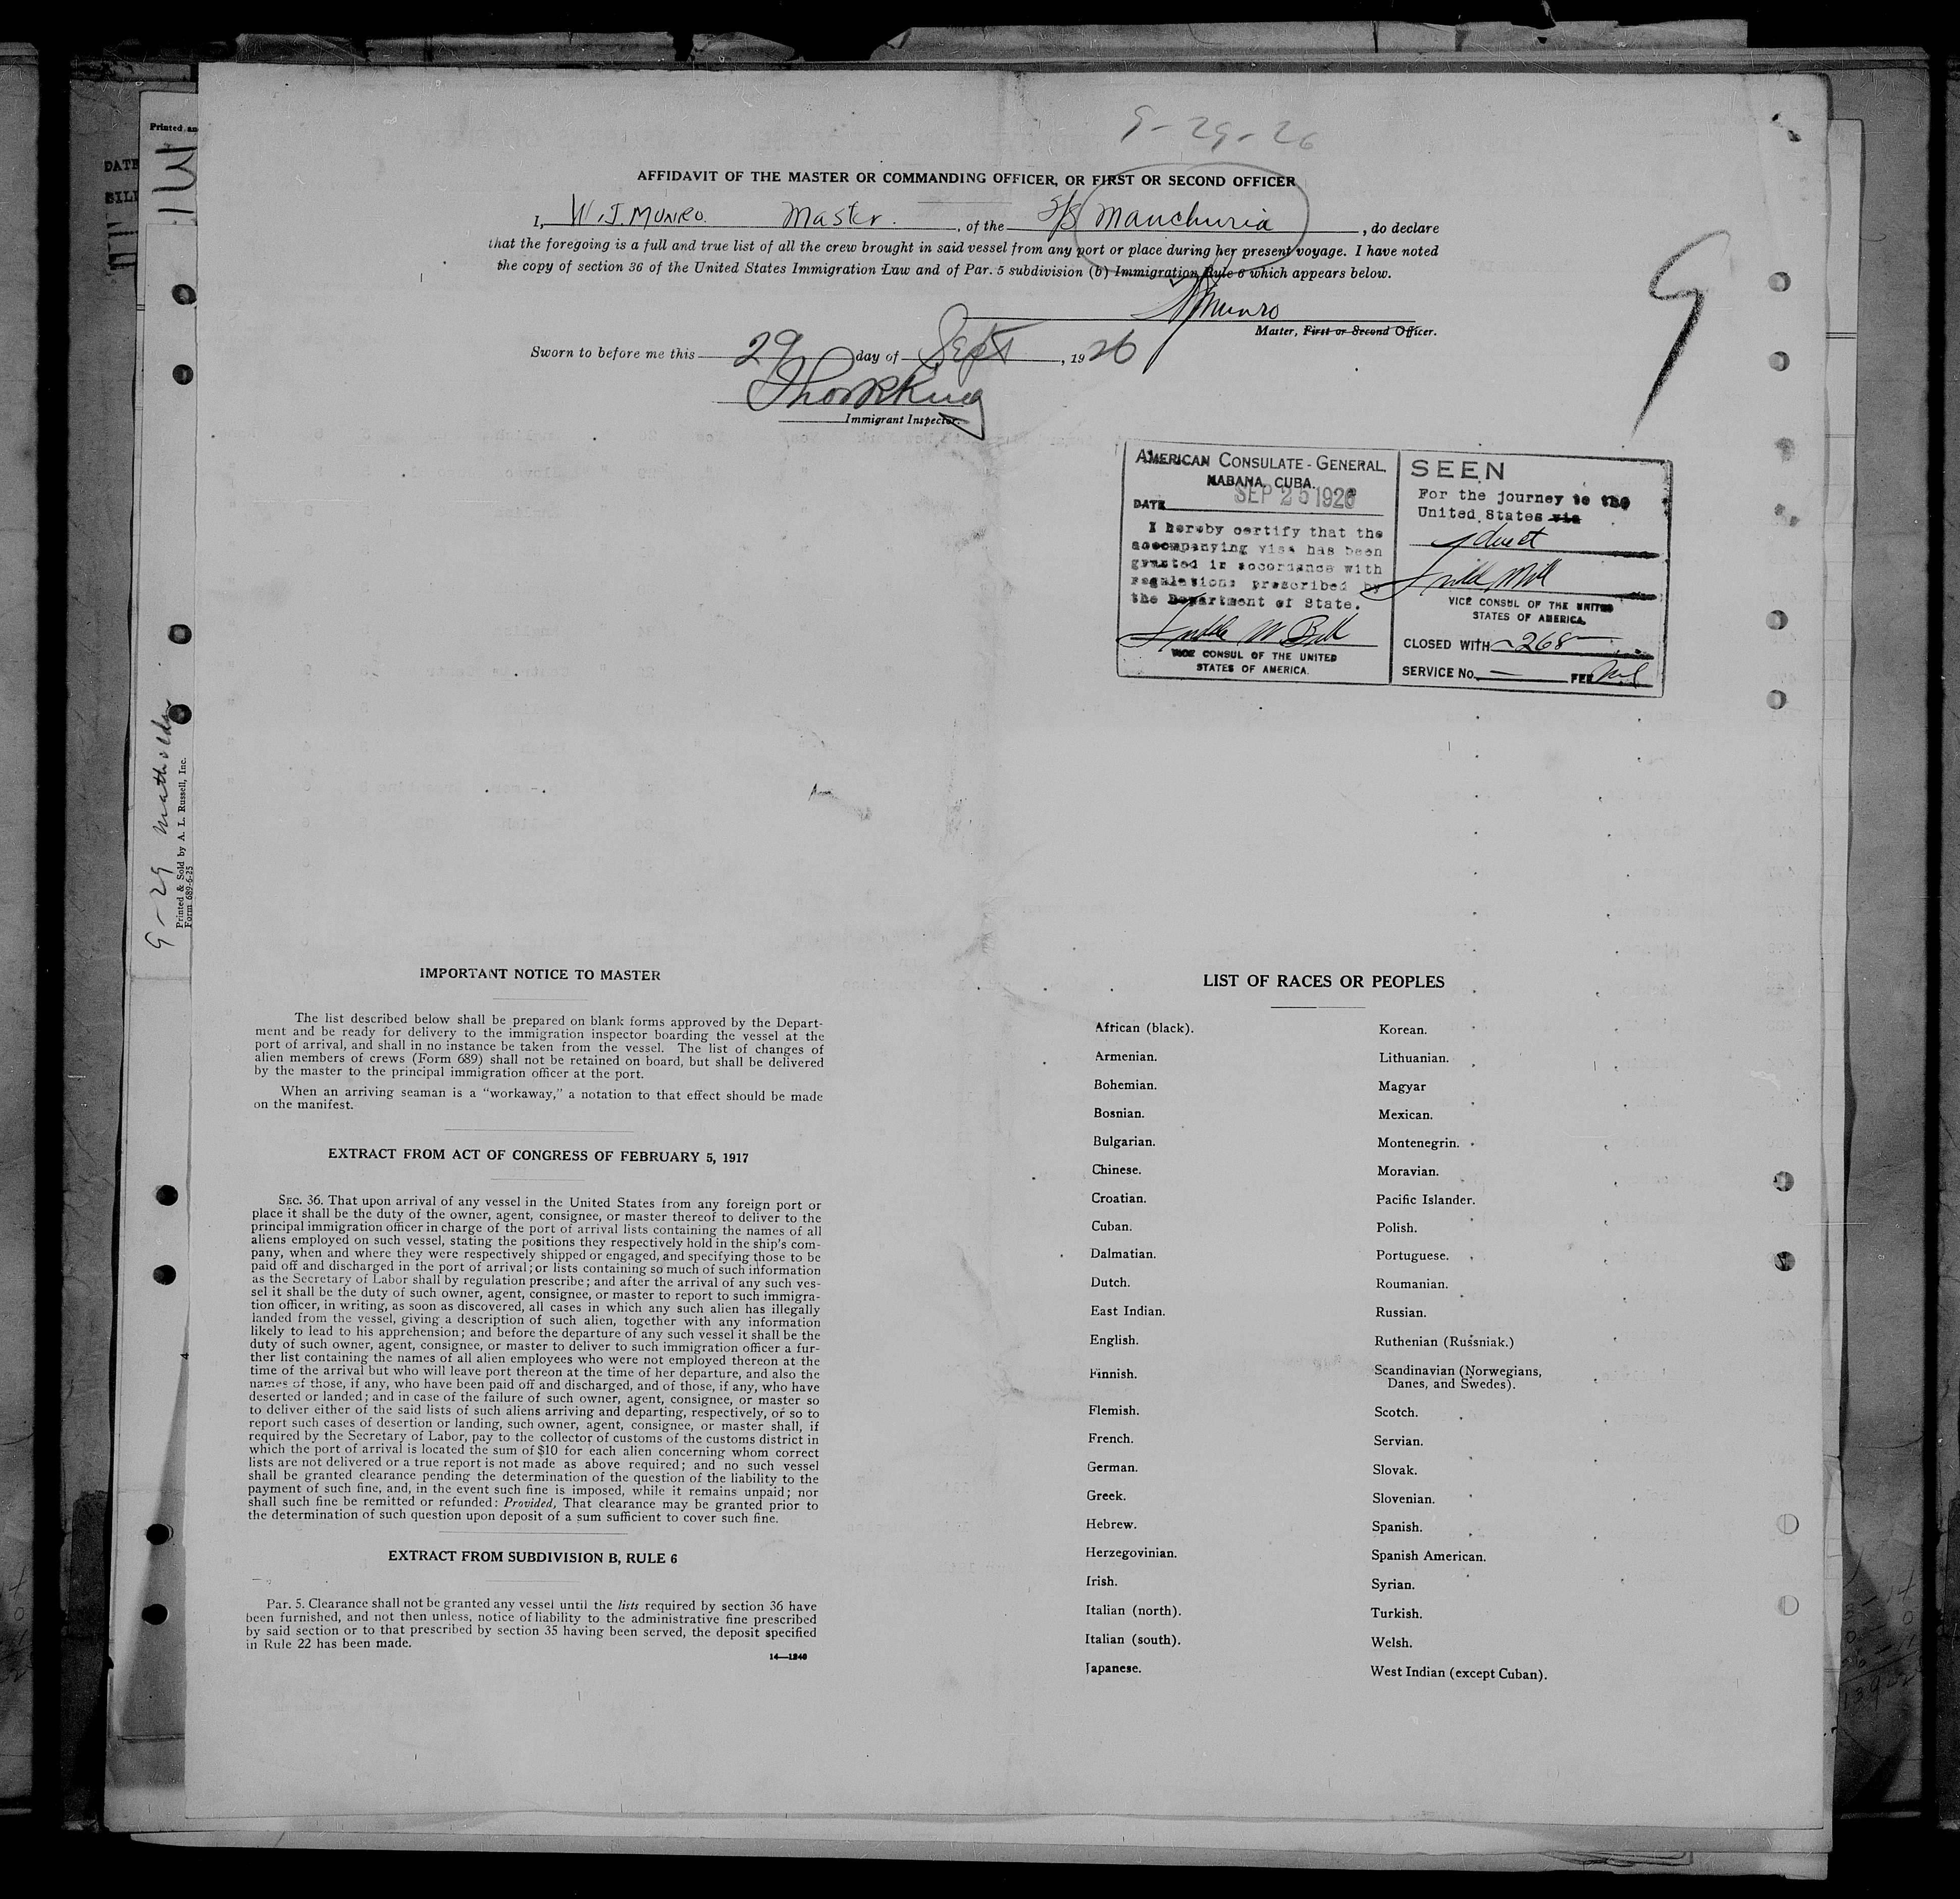 9-29-26
AFFIDAVIT OF THE MASTER OR COMMANDING OFFICER, OR FIRST OR SECOND OFFICER
I, W.J. MUNRO. Master. , of the S/S Manchuria , do declare
that the foregoing is a full and true list of all the crew brought in said vessel from any port or place during her present voyage. I have noted
the copy of section 36 of the United States Immigration Law and of Par. 5 subdivision (b) Immigration Rule 6 which appears below.
WJMunro
Master, First or Second Officer.
Sworn to before me this 29 day of Sept , 1926
Immigrant Inspector.
9
AMERICAN CONSULATE-GENERAL,
HABANA, CUBA.
DATE SEP 25 1926
I hereby certify that the
accompanying visa has been
granted in accordance with
regulations prescribed by
the Department of State.
VICE CONSUL OF THE UNITED
STATES OF AMERICA.
SEEN
For the journey to the
United States via
direct
VICE CONSUL OF THE UNITED
STATES OF AMERICA.
CLOSED WITH 268
SERVICE No. — FEE Nil
Printed an
DATE
9-29
Printed & Sold by A. L. Russell, Inc.
Form 689-6-25
IMPORTANT NOTICE TO MASTER
The list described below shall be prepared on blank forms approved by the Depart-
ment and be ready for delivery to the immigration inspector boarding the vessel at the
port of arrival, and shall in no instance be taken from the vessel. The list of changes of
alien members of crews (Form 689) shall not be retained on board, but shall be delivered
by the master to the principal immigration officer at the port.
When an arriving seaman is a "workaway," a notation to that effect should be made
on the manifest.
EXTRACT FROM ACT OF CONGRESS OF FEBRUARY 5, 1917
SEC. 36. That upon arrival of any vessel in the United States from any foreign port or
place it shall be the duty of the owner, agent, consignee, or master thereof to deliver to the
principal immigration officer in charge of the port of arrival lists containing the names of all
aliens employed on such vessel, stating the positions they respectively hold in the ship's com-
pany, when and where they were respectively shipped or engaged, and specifying those to be
paid off and discharged in the port of arrival; or lists containing so much of such information
as the Secretary of Labor shall by regulation prescribe; and after the arrival of any such ves-
sel it shall be the duty of such owner, agent, consignee, or master to report to such immigra-
tion officer, in writing, as soon as discovered, all cases in which any such alien has illegally
landed from the vessel, giving a description of such alien, together with any information
likely to lead to his apprehension; and before the departure of any such vessel it shall be the
duty of such owner, agent, consignee, or master to deliver to such immigration officer a fur-
ther list containing the names of all alien employees who were not employed thereon at the
time of the arrival but who will leave port thereon at the time of her departure, and also the
names of those, if any, who have been paid off and discharged, and of those, if any, who have
deserted or landed; and in case of the failure of such owner, agent, consignee, or master so
to deliver either of the said lists of such aliens arriving and departing, respectively, or so to
report such cases of desertion or landing, such owner, agent, consignee, or master shall, if
required by the Secretary of Labor, pay to the collector of customs of the customs district in
which the port of arrival is located the sum of $10 for each alien concerning whom correct
lists are not delivered or a true report is not made as above required; and no such vessel
shall be granted clearance pending the determination of the question of the liability to the
payment of such fine, and, in the event such fine is imposed, while it remains unpaid; nor
shall such fine be remitted or refunded: Provided, That clearance may be granted prior to
the determination of such question upon deposit of a sum sufficient to cover such fine.
EXTRACT FROM SUBDIVISION B, RULE 6
Par. 5. Clearance shall not be granted any vessel until the lists required by section 36 have
been furnished, and not then unless, notice of liability to the administrative fine prescribed
by said section or to that prescribed by section 35 having been served, the deposit specified
in Rule 22 has been made.
14—1240
LIST OF RACES OR PEOPLES
African (black).
Armenian.
Bohemian.
Bosnian.
Bulgarian.
Chinese.
Croatian.
Cuban.
Dalmatian.
Dutch.
East Indian.
English.
Finnish.
Flemish.
French.
German.
Greek.
Hebrew.
Herzegovinian.
Irish.
Italian (north).
Italian (south).
Japanese.
Korean.
Lithuanian.
Magyar
Mexican.
Montenegrin.
Moravian.
Pacific Islander.
Polish.
Portuguese.
Roumanian.
Russian.
Ruthenian (Russniak.)
Scandinavian (Norwegians,
Danes, and Swedes).
Scotch.
Servian.
Slovak.
Slovenian.
Spanish.
Spanish American.
Syrian.
Turkish.
Welsh.
West Indian (except Cuban).